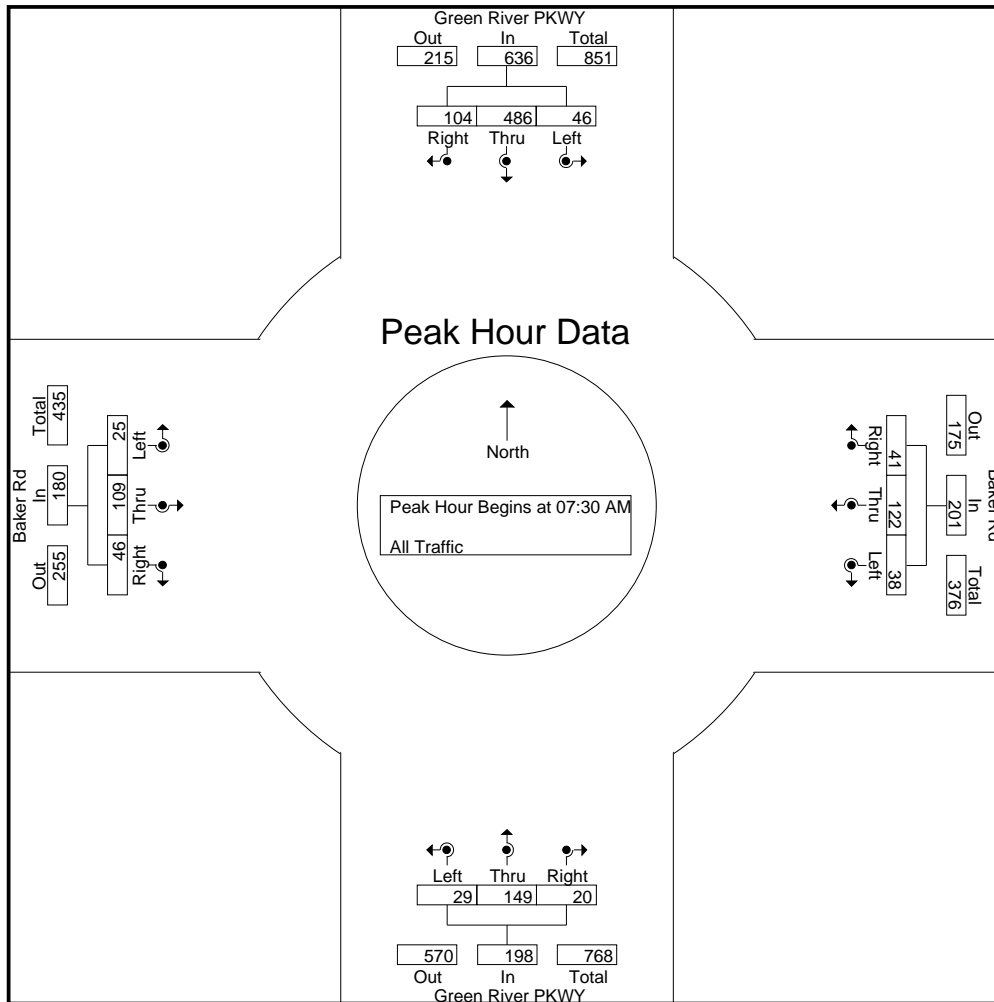 Green River PKWY
Out In Total
215 636 851
104 486 46
Right Thru Left
Peak Hour Data
North
Peak Hour Begins at 07:30 AM
All Traffic
Baker Rd
Out In Total
255 180 435
Left Thru Right
25 109 46
Baker Rd
Out In Total
175 201 376
Right Thru Left
41 122 38
Left Thru Right
29 149 20
570 198 768
Out In Total
Green River PKWY